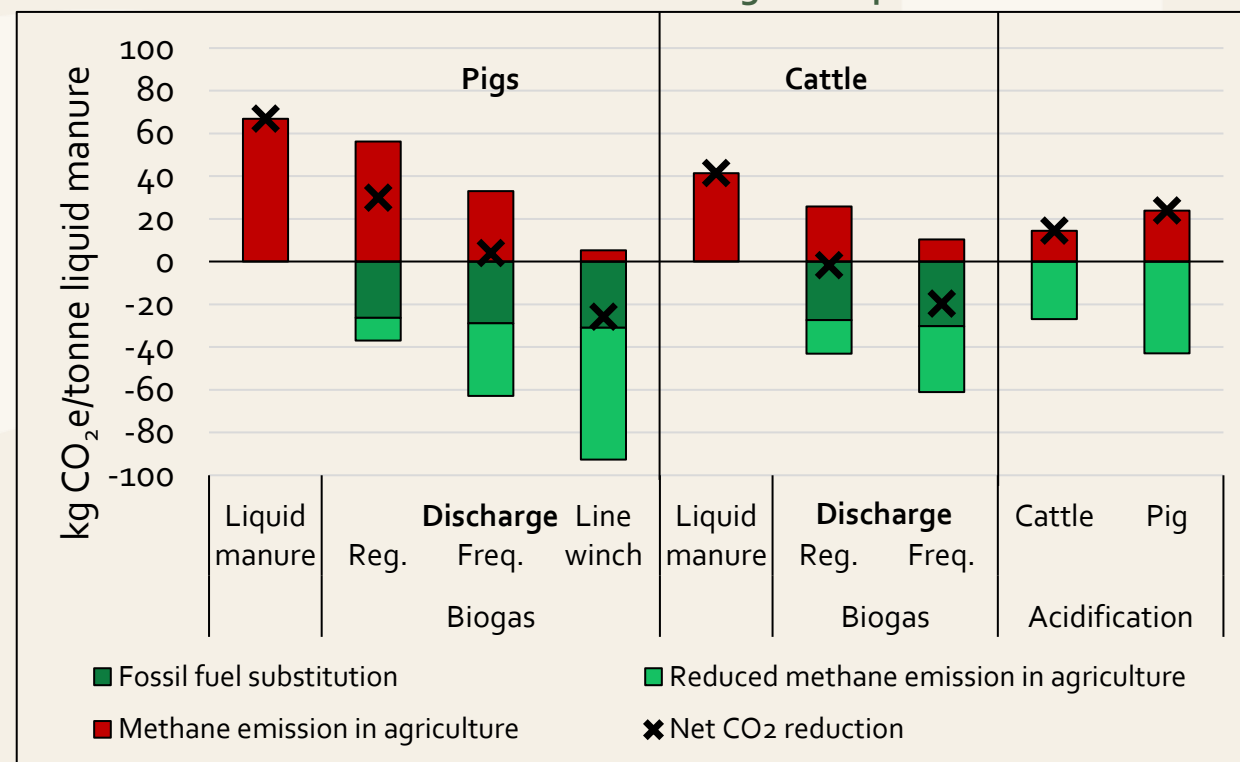 kg CO₂e/tonne liquid manure
100
80
60
40
20
0
-20
-40
-60
-80
-100
Pigs
Cattle
Liquid manure
Discharge
Reg.
Freq.
Line winch
Biogas
Liquid manure
Discharge
Reg.
Freq.
Biogas
Cattle
Pig
Acidification
Fossil fuel substitution
Reduced methane emission in agriculture
Methane emission in agriculture
Net CO2 reduction